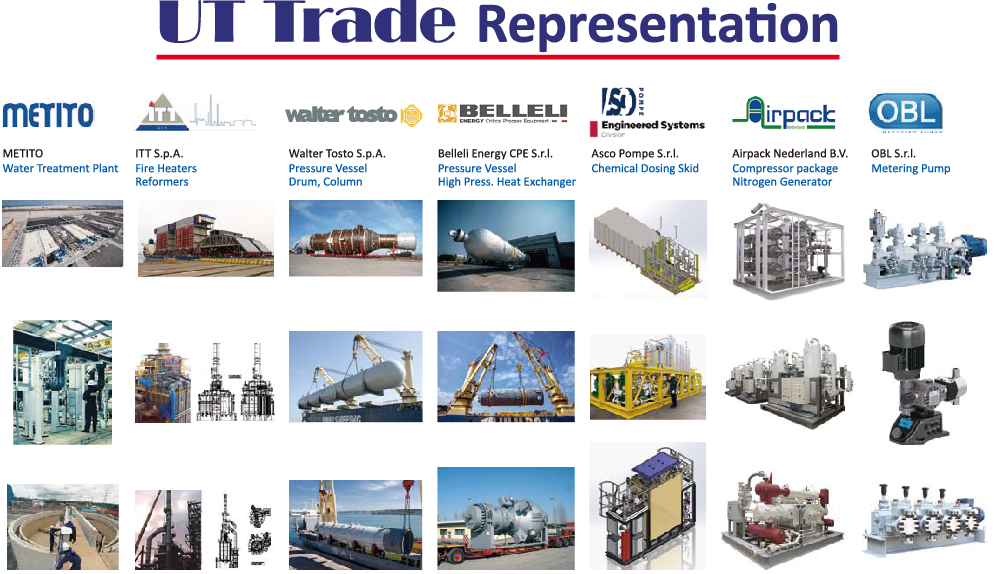 UT Trade Representation
METITO
ITT
walter tosto
BELLELI
ENERGY Critical Process Equipment
ASCO POMPE
Engineered Systems
Division
Airpack
Nederland
OBL
METERING PUMPS
METITO
Water Treatment Plant
ITT S.p.A.
Fire Heaters
Reformers
Walter Tosto S.p.A.
Pressure Vessel
Drum, Column
Belleli Energy CPE S.r.l.
Pressure Vessel
High Press. Heat Exchanger
Asco Pompe S.r.l.
Chemical Dosing Skid
Airpack Nederland B.V.
Compressor package
Nitrogen Generator
OBL S.r.l.
Metering Pump